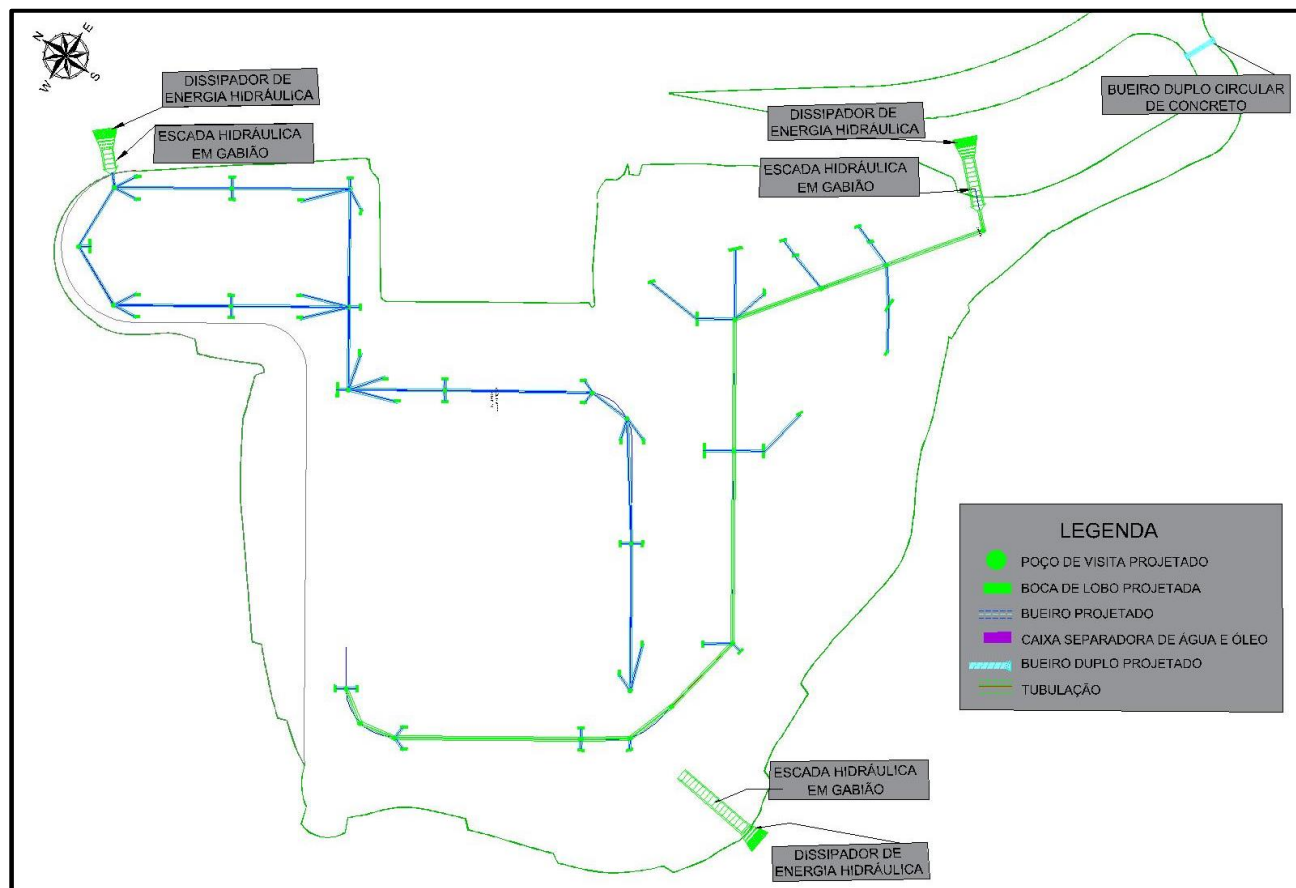 N
E
W
S
DISSIPADOR DE
ENERGIA HIDRÁULICA
ESCADA HIDRÁULICA
EM GABIÃO
DISSIPADOR DE
ENERGIA HIDRÁULICA
ESCADA HIDRÁULICA
EM GABIÃO
BUEIRO DUPLO CIRCULAR
DE CONCRETO
LEGENDA
POÇO DE VISITA PROJETADO
BOCA DE LOBO PROJETADA
BUEIRO PROJETADO
CAIXA SEPARADORA DE ÁGUA E ÓLEO
BUEIRO DUPLO PROJETADO
TUBULAÇÃO
ESCADA HIDRÁULICA
EM GABIÃO
DISSIPADOR DE
ENERGIA HIDRÁULICA